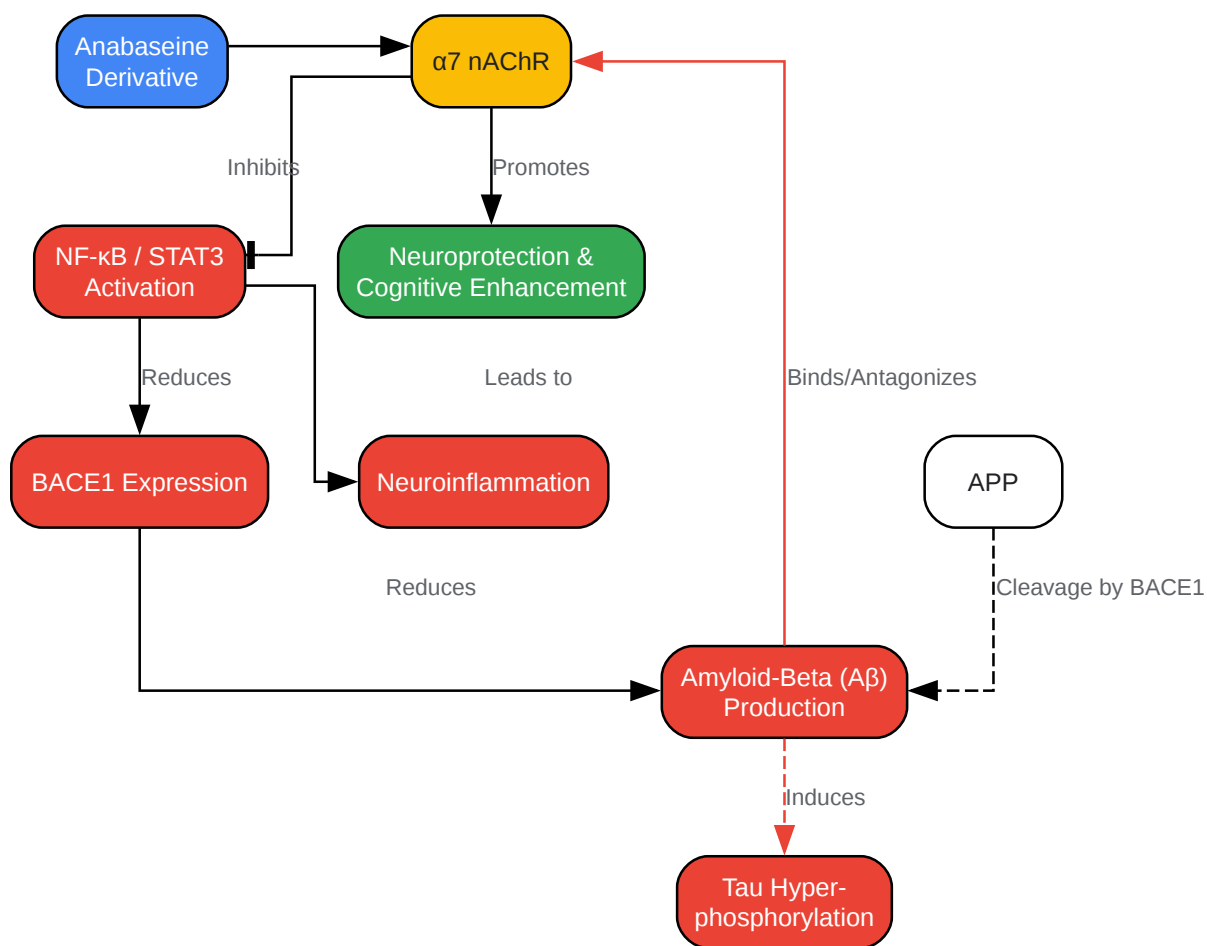 Anabaseine
Derivative
α7 nAChR
Inhibits
Promotes
NF-κB / STAT3
Activation
Neuroprotection &
Cognitive Enhancement
Reduces
Leads to
Binds/Antagonizes
BACE1 Expression
Neuroinflammation
APP
Reduces
Cleavage by BACE1
Amyloid-Beta (Aβ)
Production
Induces
Tau Hyper-
phosphorylation